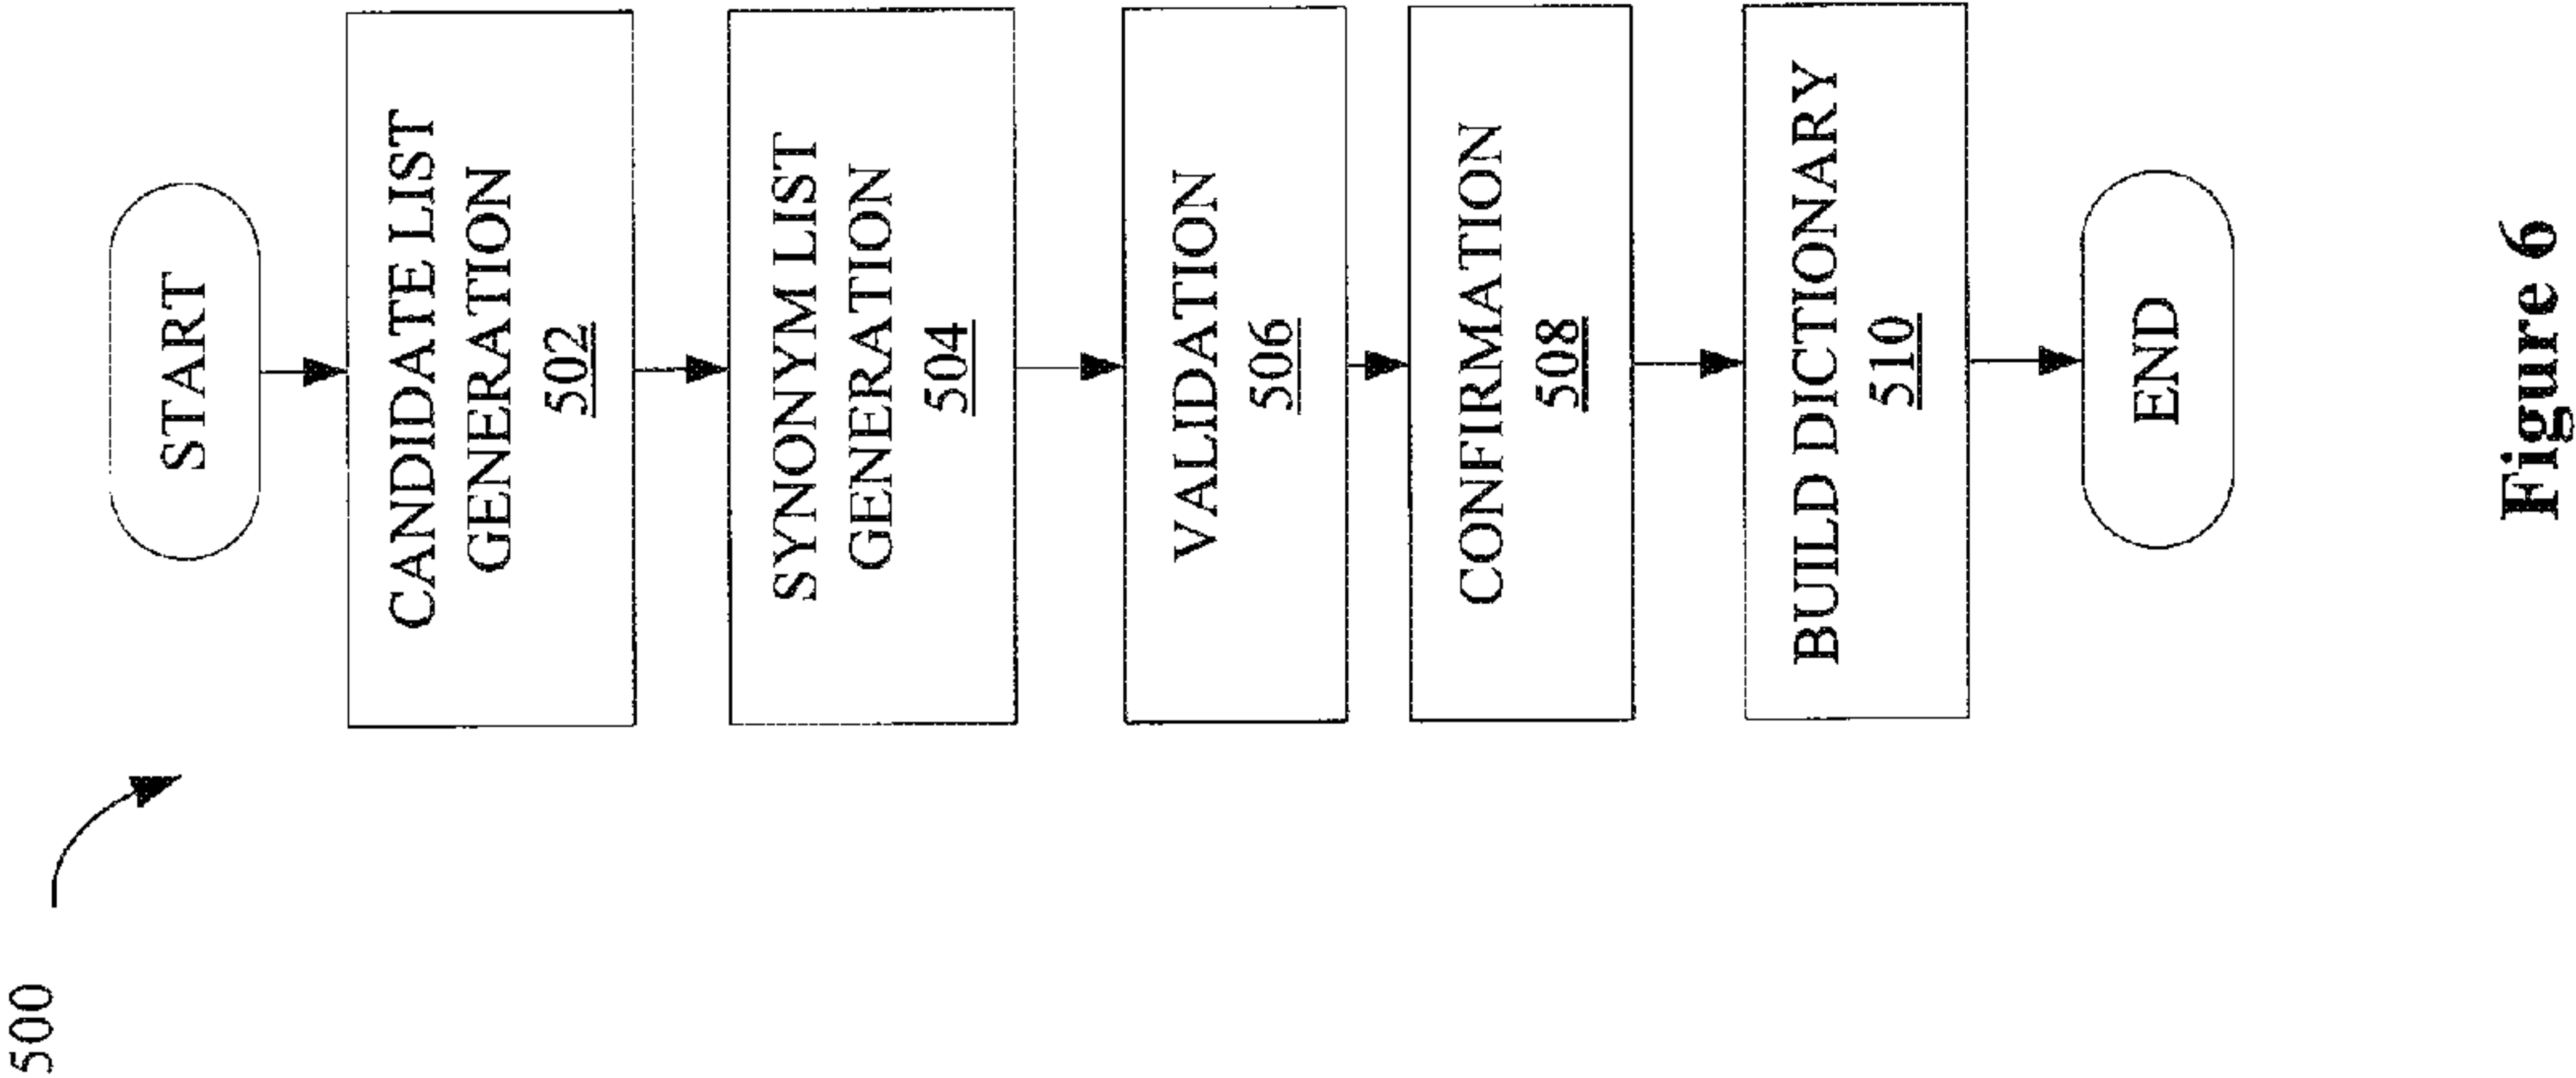 500
START
CANDIDATE LIST
GENERATION
502
SYNONYM LIST
GENERATION
504
VALIDATION
506
CONFIRMATION
508
BUILD DICTIONARY
510
END
Figure 6